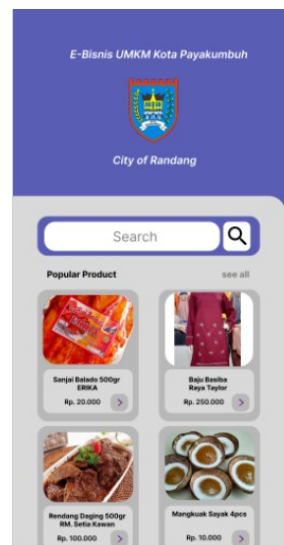 E-Bisnis UMKM Kota Payakumbuh
City of Randang
Search
Popular Product
see all
Sanjai Balado 500gr
ERIKA
Rp. 20.000
Baju Basiba
Raya Taylor
Rp. 250.000
Rendang Daging 500gr
RM. Setia Kawan
Rp. 100.000
Mangkuak Sayak 4pcs
Rp. 10.000